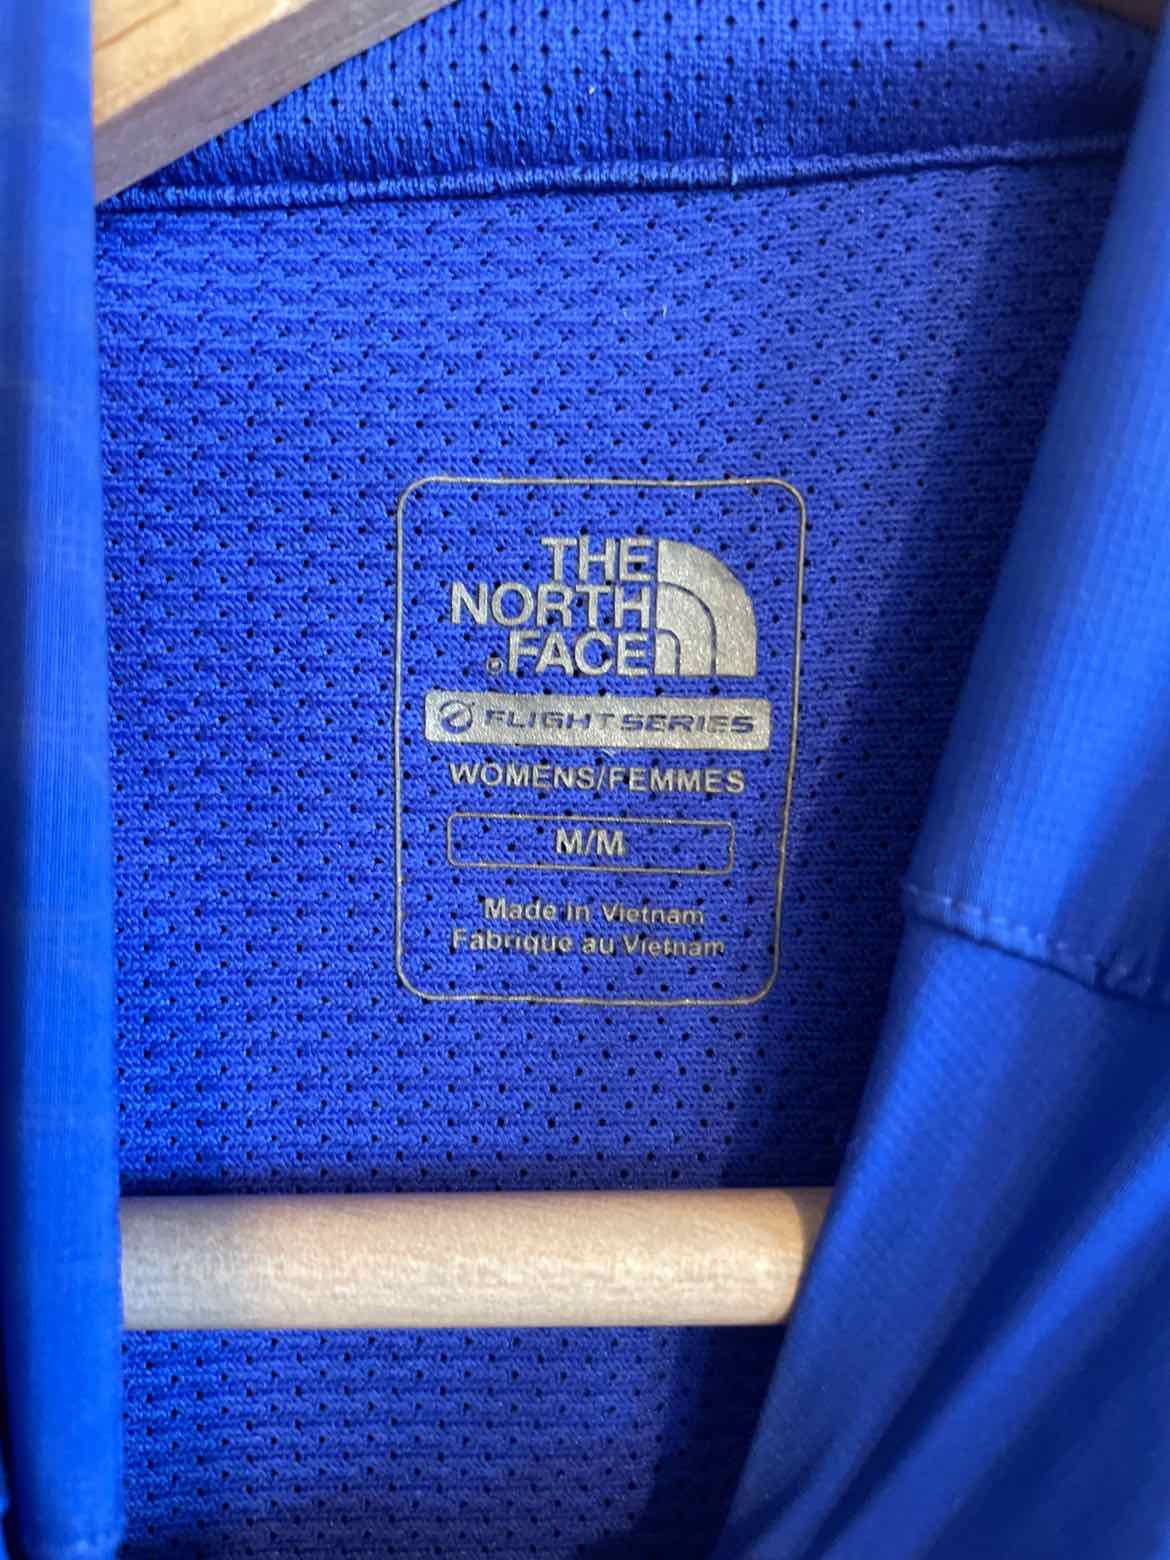 THE
NORTH
®FACE
FLIGHT SERIES
WOMENS/FEMMES
M/M
Made in Vietnam
Fabrique au Vietnam